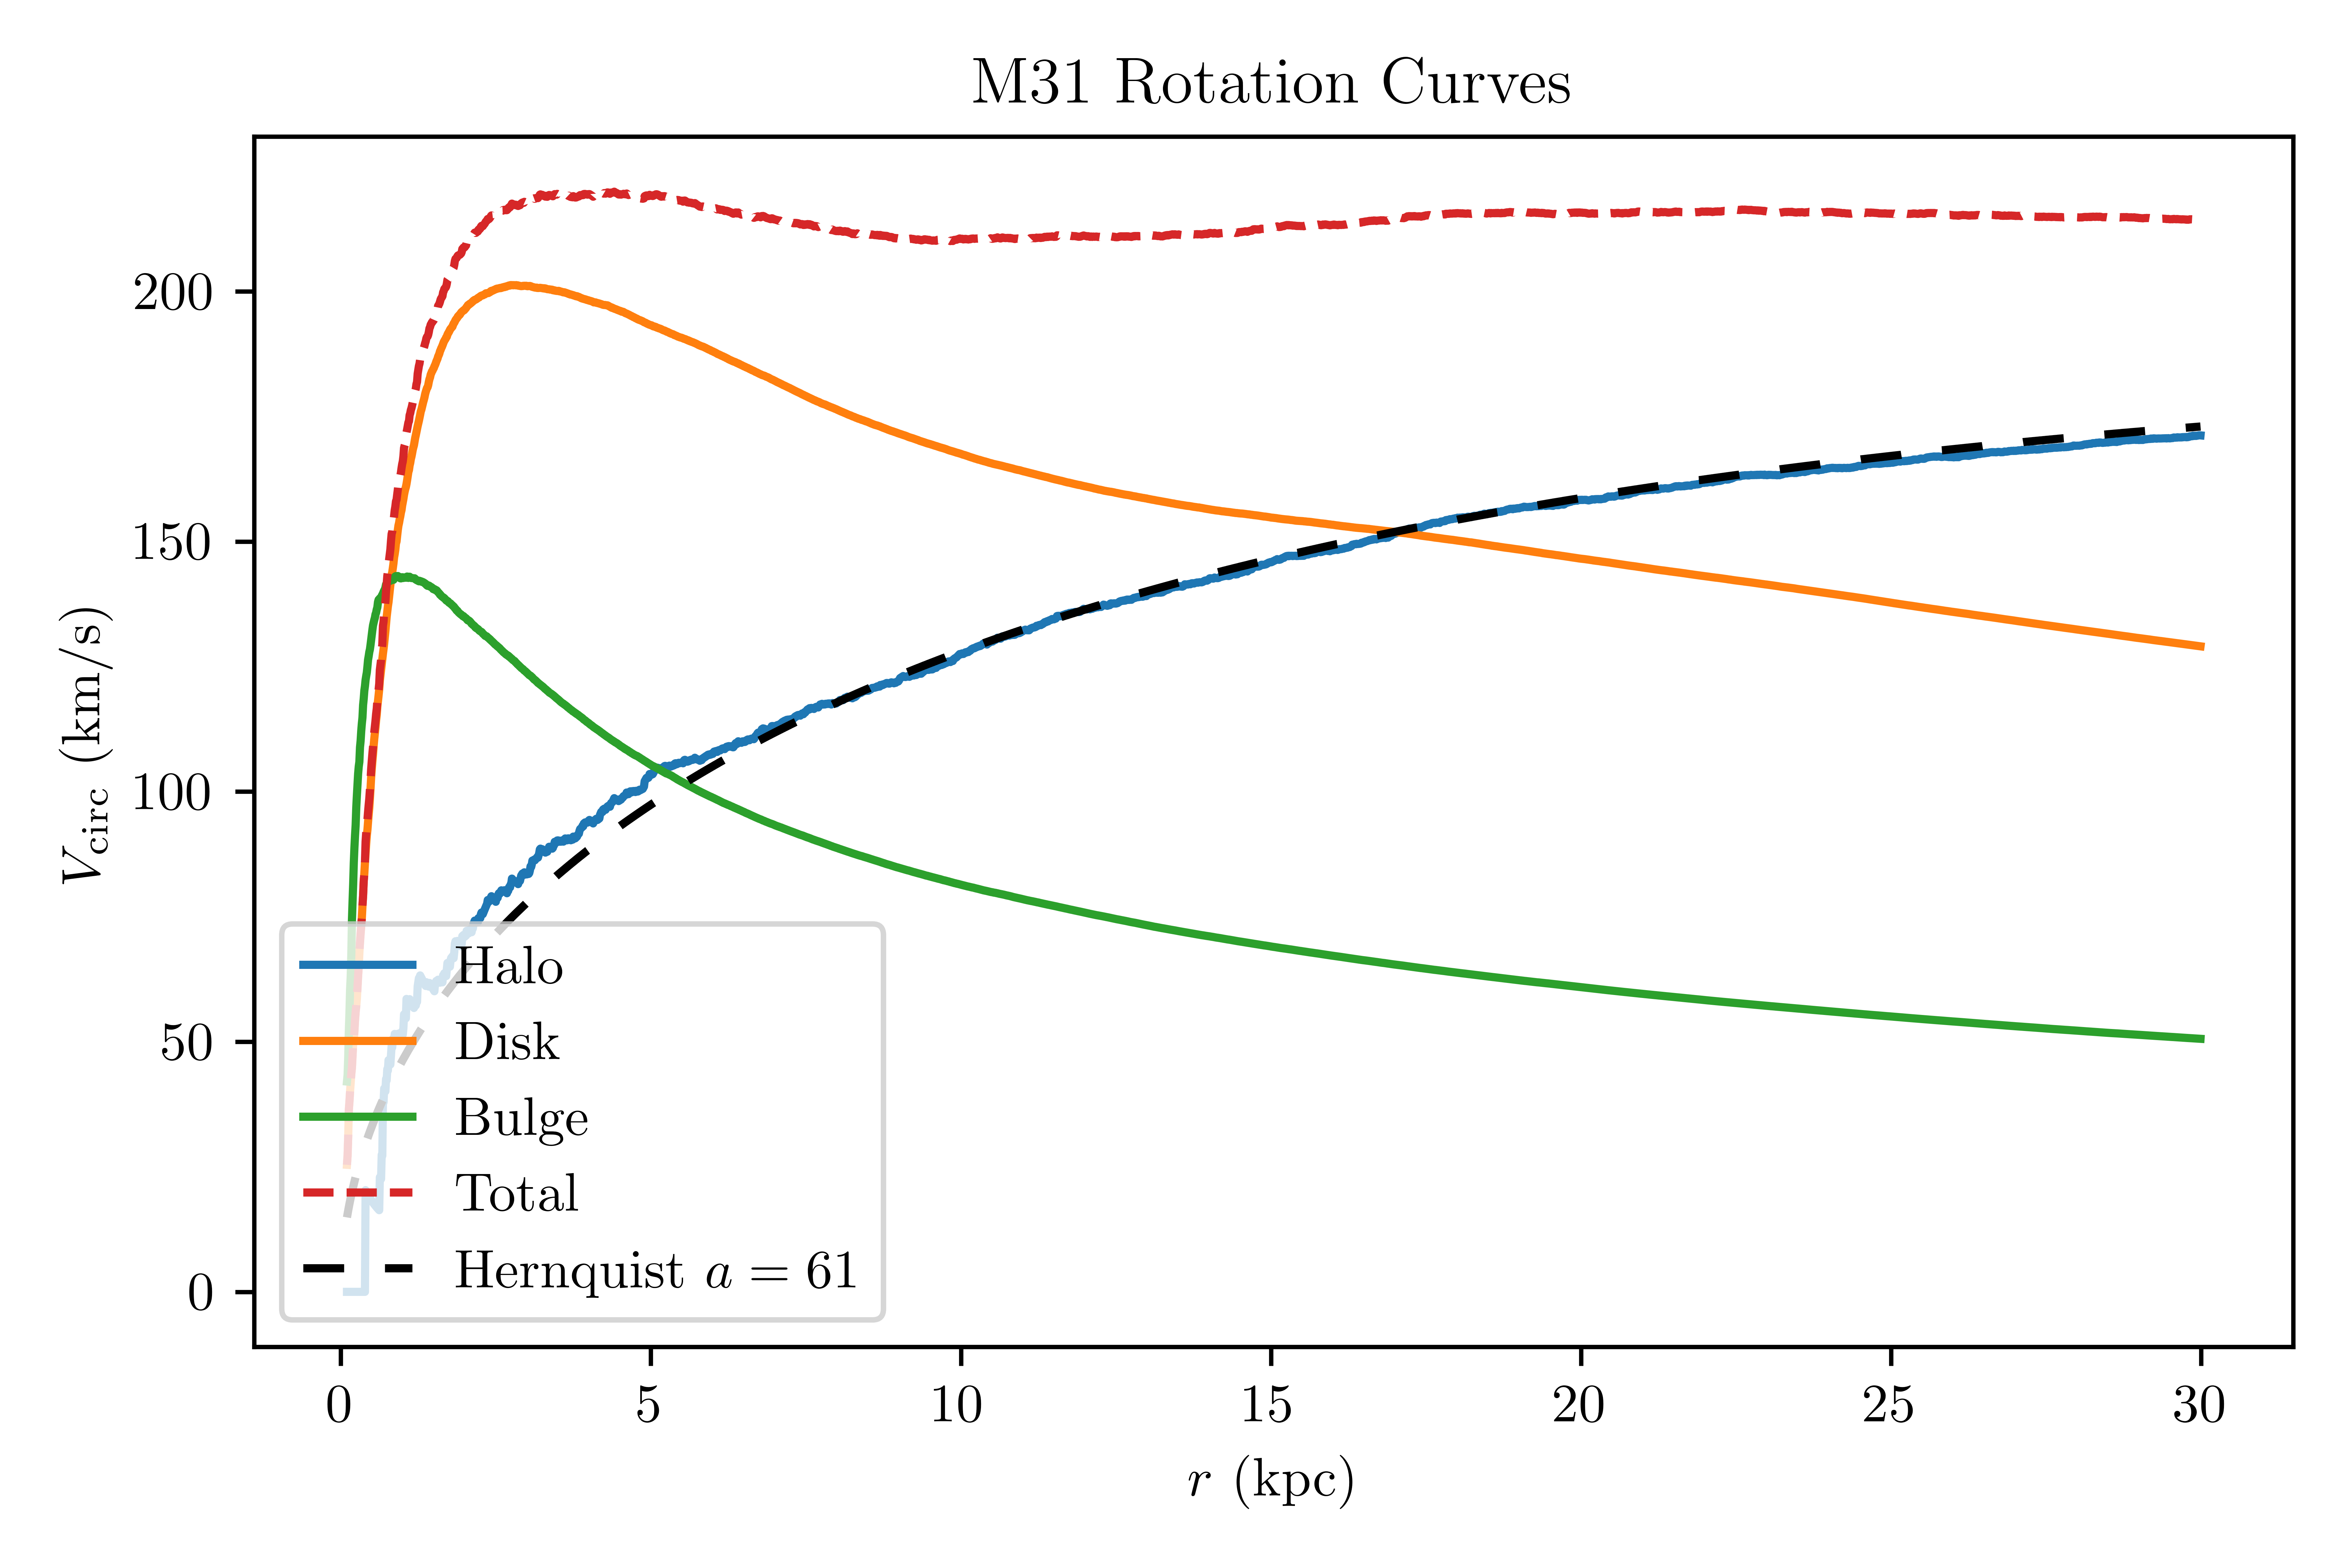 M31 Rotation Curves
200
150
100
50
0
V_circ (km/s)
Halo
Disk
Bulge
Total
Hernquist a = 61
0 5 10 15 20 25 30
r (kpc)